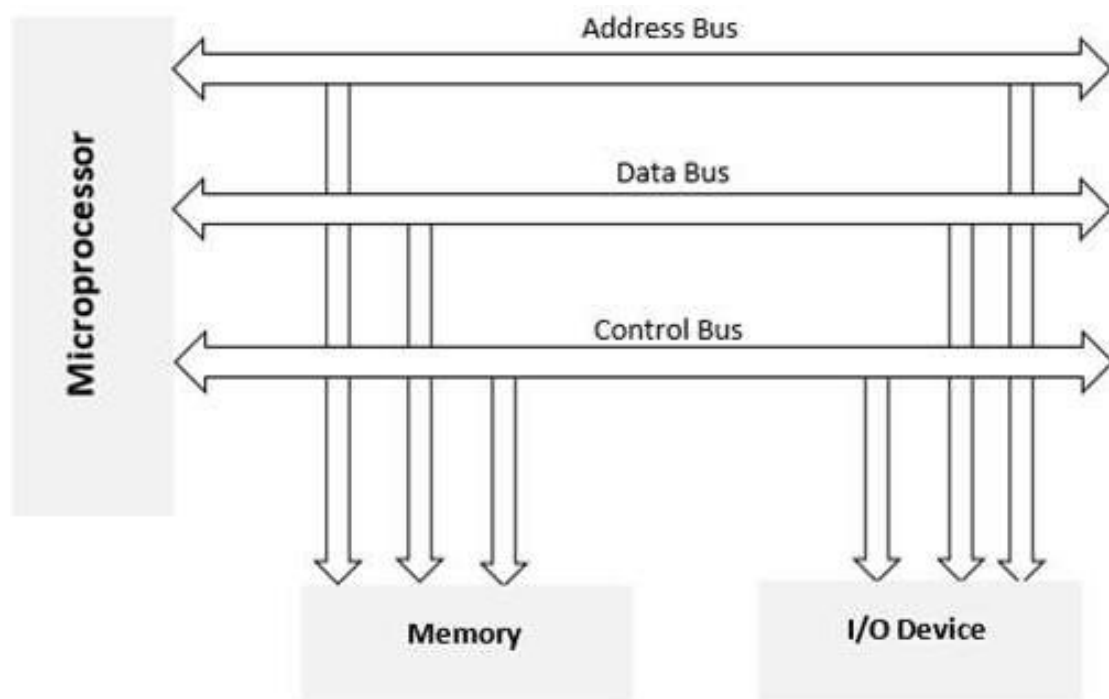 Address Bus
Microprocessor
Data Bus
Control Bus
Memory
I/O Device